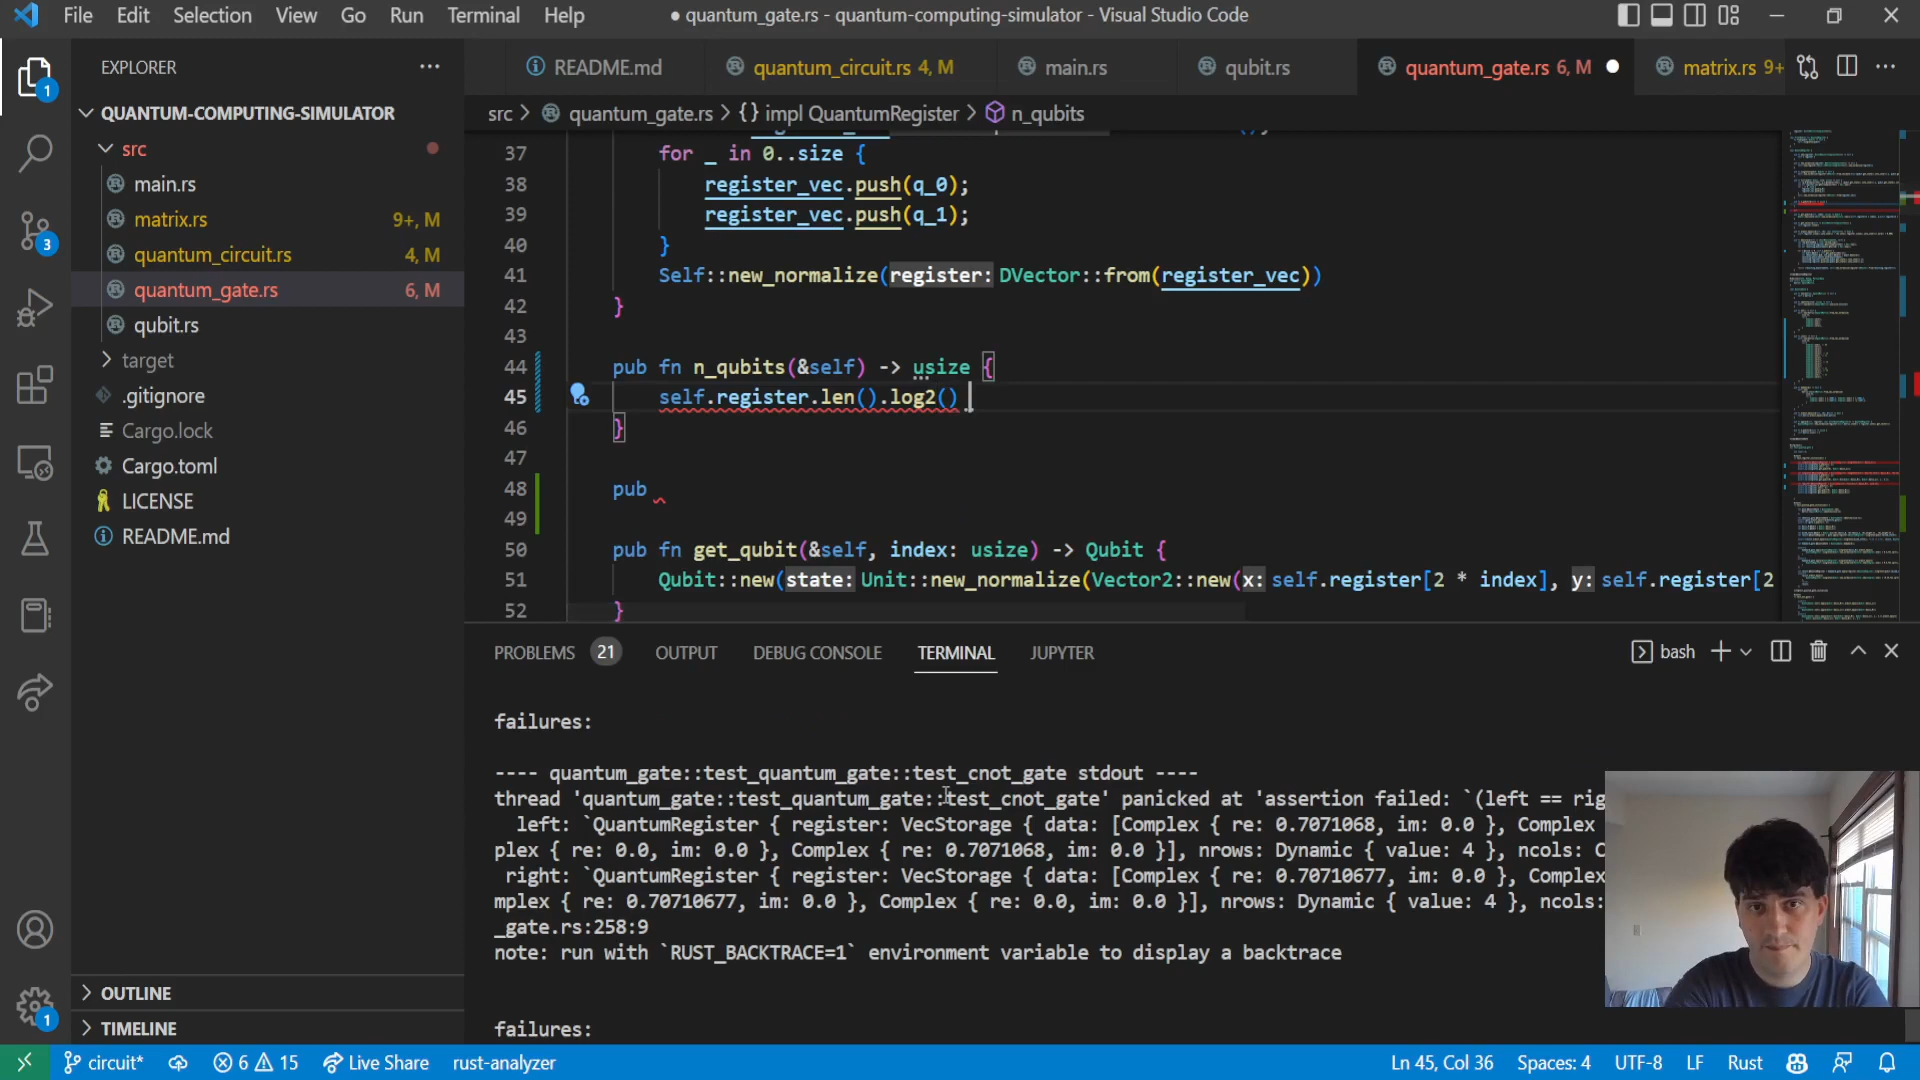 File Edit Selection View Go Run Terminal Help
● quantum_gate.rs - quantum-computing-simulator - Visual Studio Code
EXPLORER
README.md
quantum_circuit.rs 4, M
main.rs
qubit.rs
quantum_gate.rs 6, M
matrix.rs 9+
src > quantum_gate.rs > {} impl QuantumRegister > n_qubits
QUANTUM-COMPUTING-SIMULATOR
src
main.rs
matrix.rs 9+, M
quantum_circuit.rs 4, M
quantum_gate.rs 6, M
qubit.rs
target
.gitignore
Cargo.lock
Cargo.toml
LICENSE
README.md
OUTLINE
TIMELINE
1
3
1
37 for _ in 0..size {
38 register_vec.push(q_0);
39 register_vec.push(q_1);
40 }
41 Self::new_normalize(register: DVector::from(register_vec))
42 }
43
44 pub fn n_qubits(&self) -> usize {
45 self.register.len().log2()
46 }
47
48 pub
49
50 pub fn get_qubit(&self, index: usize) -> Qubit {
51 Qubit::new(state: Unit::new_normalize(Vector2::new(x: self.register[2 * index], y: self.register[2
52 }
PROBLEMS 21 OUTPUT DEBUG CONSOLE TERMINAL JUPYTER
bash
failures:
---- quantum_gate::test_quantum_gate::test_cnot_gate stdout ----
thread 'quantum_gate::test_quantum_gate::test_cnot_gate' panicked at 'assertion failed: `(left == rig
left: `QuantumRegister { register: VecStorage { data: [Complex { re: 0.7071068, im: 0.0 }, Complex
plex { re: 0.0, im: 0.0 }, Complex { re: 0.7071068, im: 0.0 }], nrows: Dynamic { value: 4 }, ncols: C
right: `QuantumRegister { register: VecStorage { data: [Complex { re: 0.70710677, im: 0.0 }, Complex
mplex { re: 0.70710677, im: 0.0 }, Complex { re: 0.0, im: 0.0 }], nrows: Dynamic { value: 4 }, ncols:
_gate.rs:258:9
note: run with `RUST_BACKTRACE=1` environment variable to display a backtrace
failures:
circuit* 6 15 Live Share rust-analyzer
Ln 45, Col 36 Spaces: 4 UTF-8 LF Rust